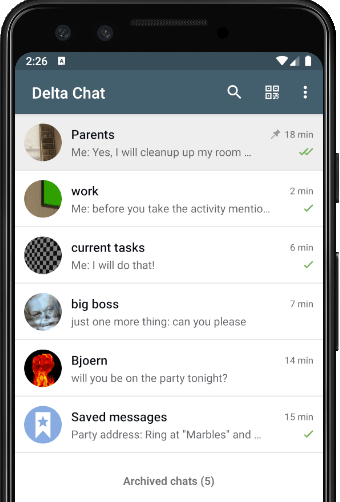 2:26 A
Delta Chat
Parents 18 min
Me: Yes, I will cleanup up my room ...
work 2 min
Me: before you take the activity mentio...
current tasks 6 min
Me: I will do that!
big boss 7 min
just one more thing: can you please
Bjoern 14 min
will you be on the party tonight?
Saved messages 15 min
Party address: Ring at "Marbles" and ...
Archived chats (5)